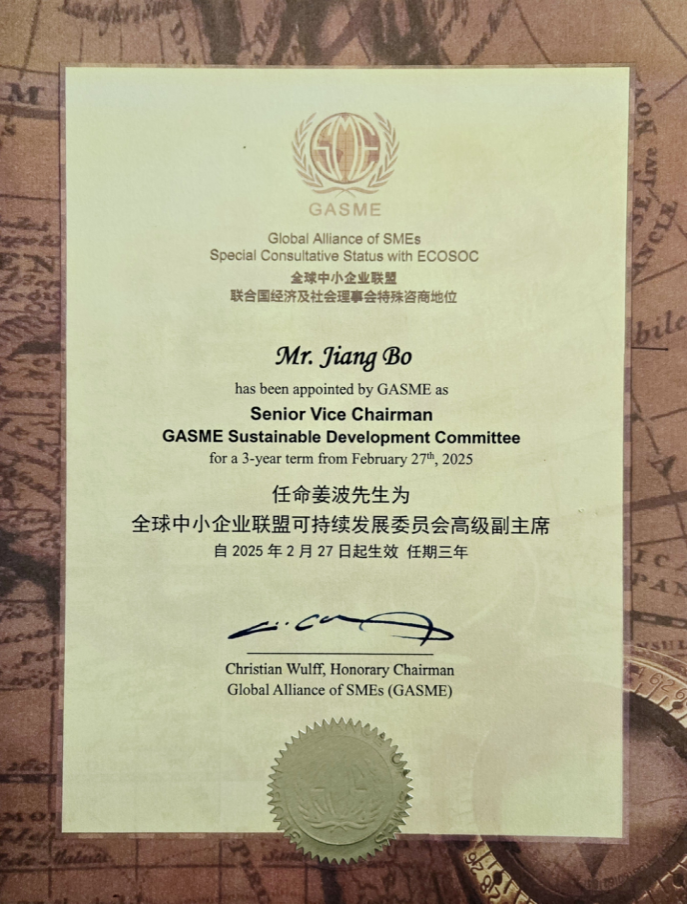 SME
GASME
Global Alliance of SMEs
Special Consultative Status with ECOSOC
全球中小企业联盟
联合国经济及社会理事会特殊咨商地位
Mr. Jiang Bo
has been appointed by GASME as
Senior Vice Chairman
GASME Sustainable Development Committee
for a 3-year term from February 27th, 2025
任命姜波先生为
全球中小企业联盟可持续发展委员会高级副主席
自 2025 年 2 月 27 日起生效 任期三年
Christian Wulff, Honorary Chairman
Global Alliance of SMEs (GASME)